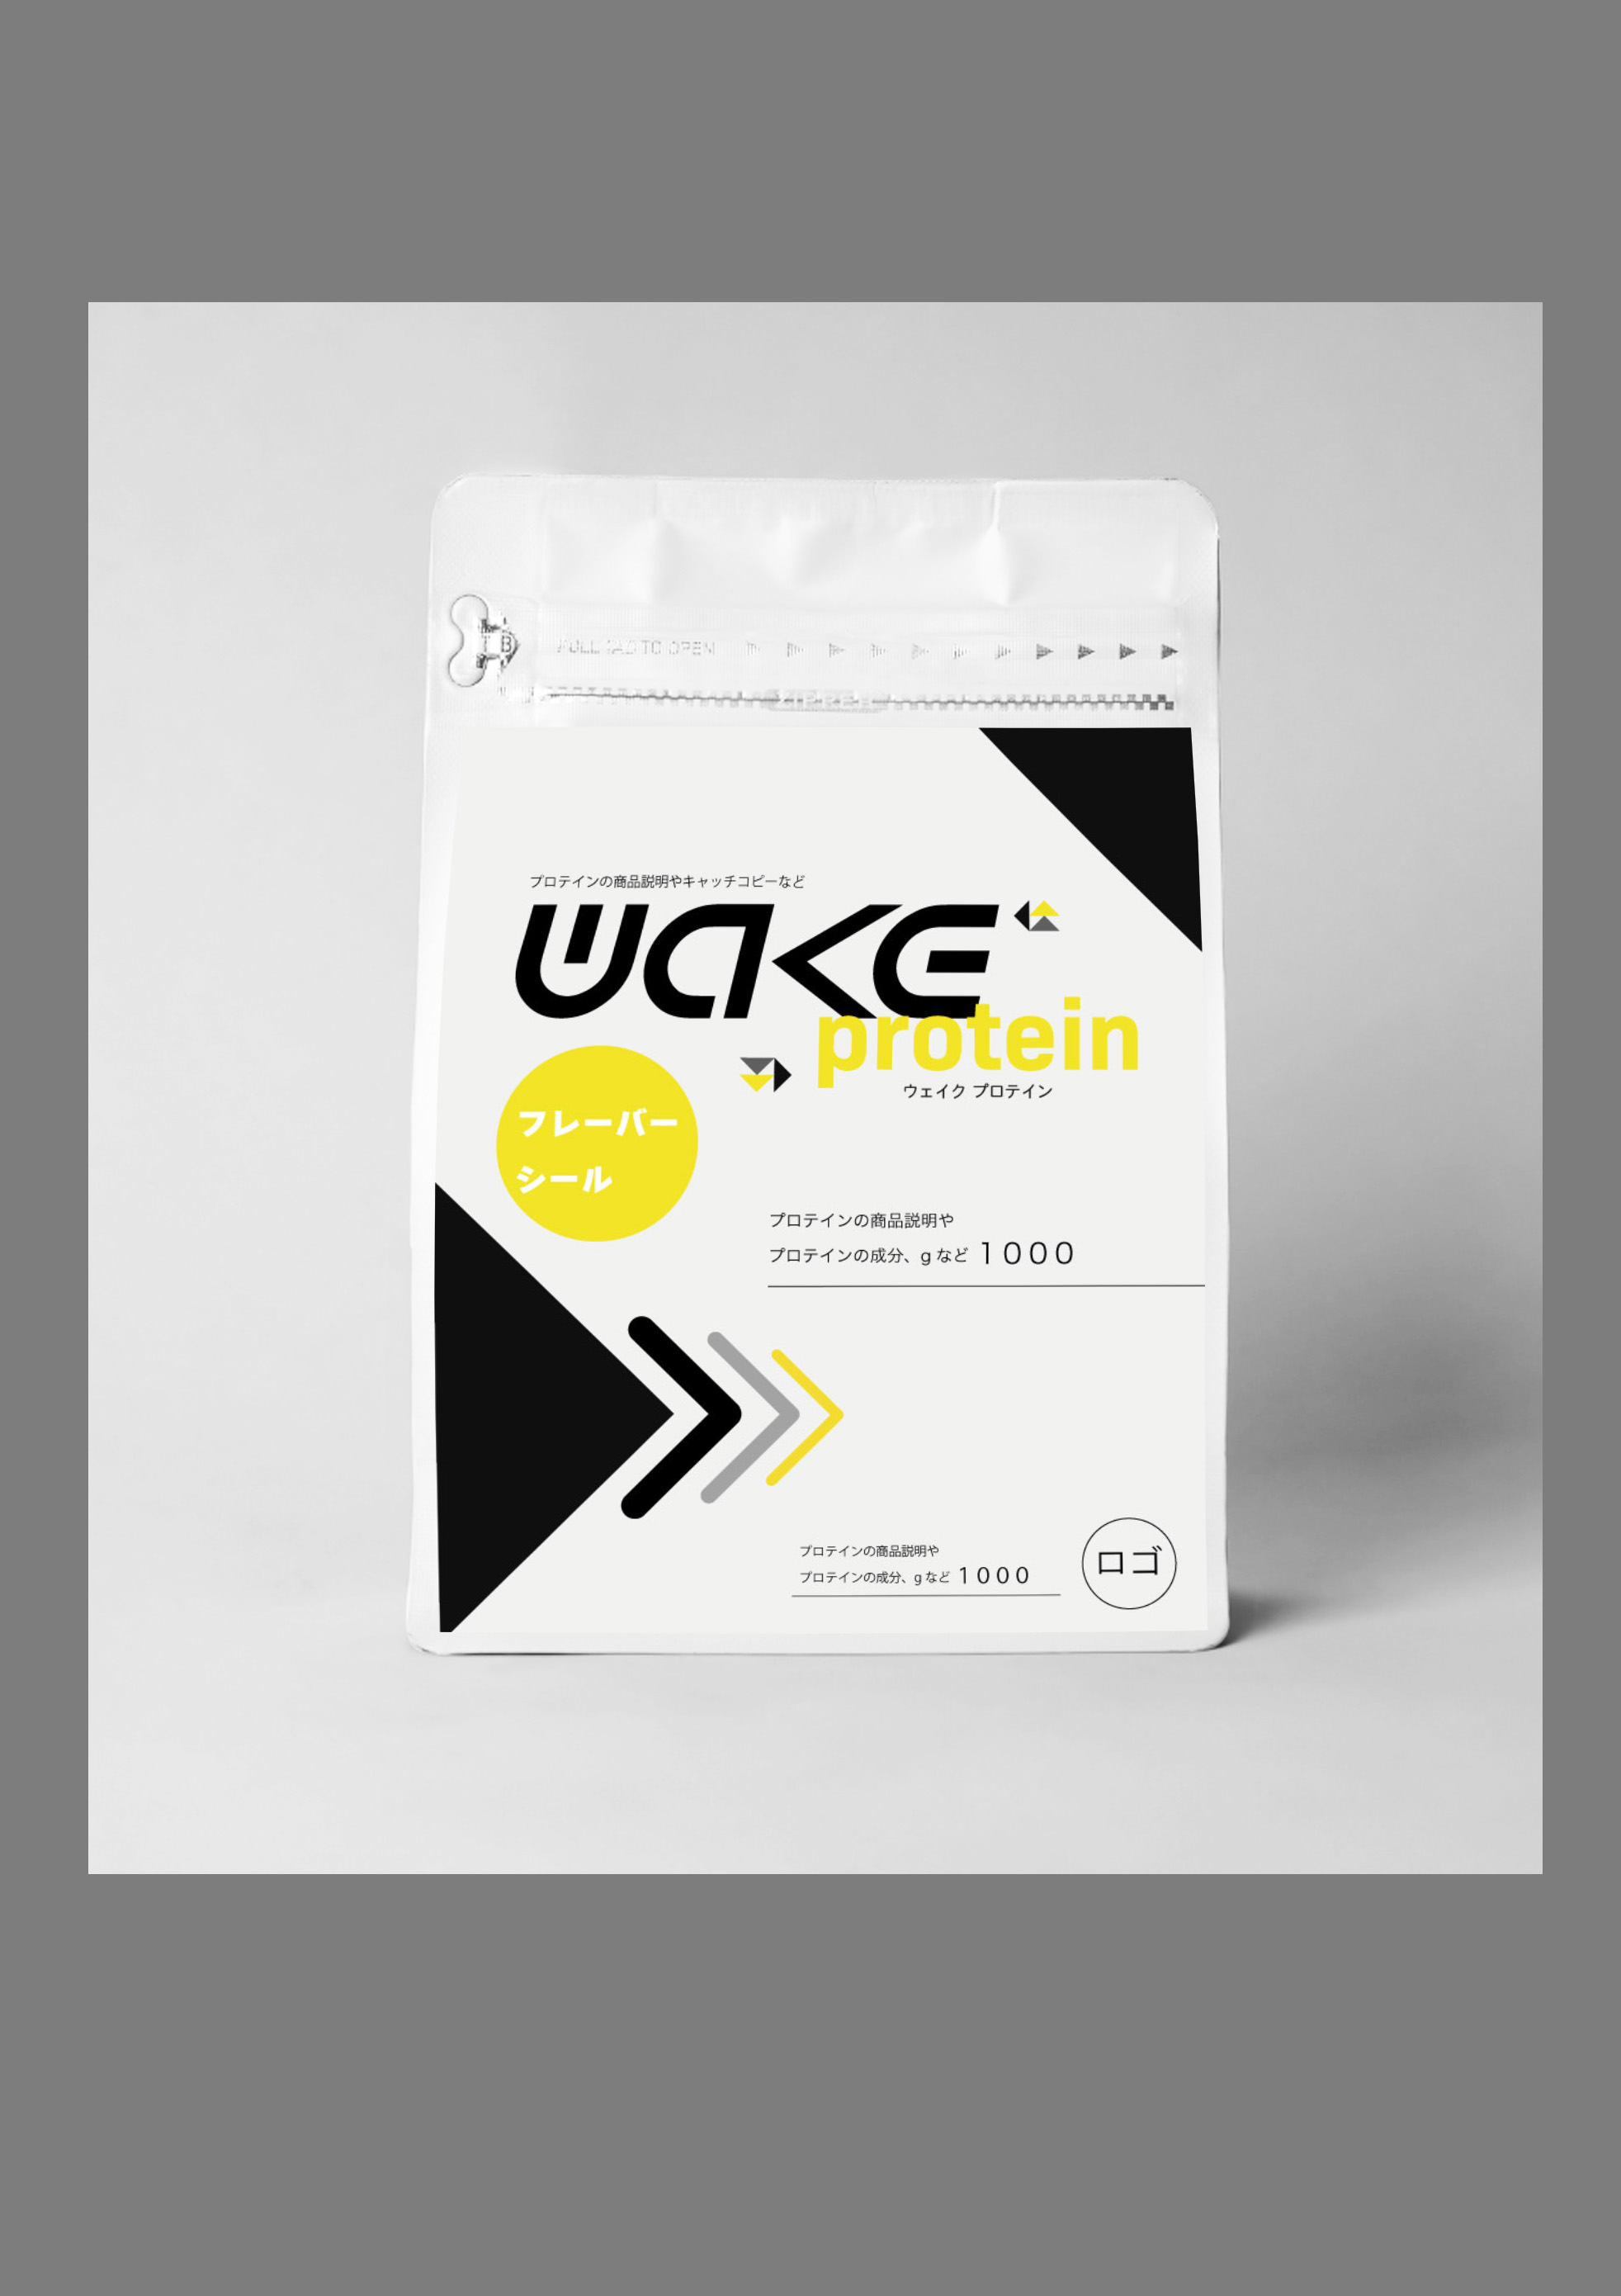 TO OPEN
プロテインの商品説明やキャッチコピーなど
WAKE
protein
ウェイク プロテイン
フレーバー
シール
プロテインの商品説明や
プロテインの成分、gなど 1000
プロテインの商品説明や
プロテインの成分、gなど 1000
ロゴ